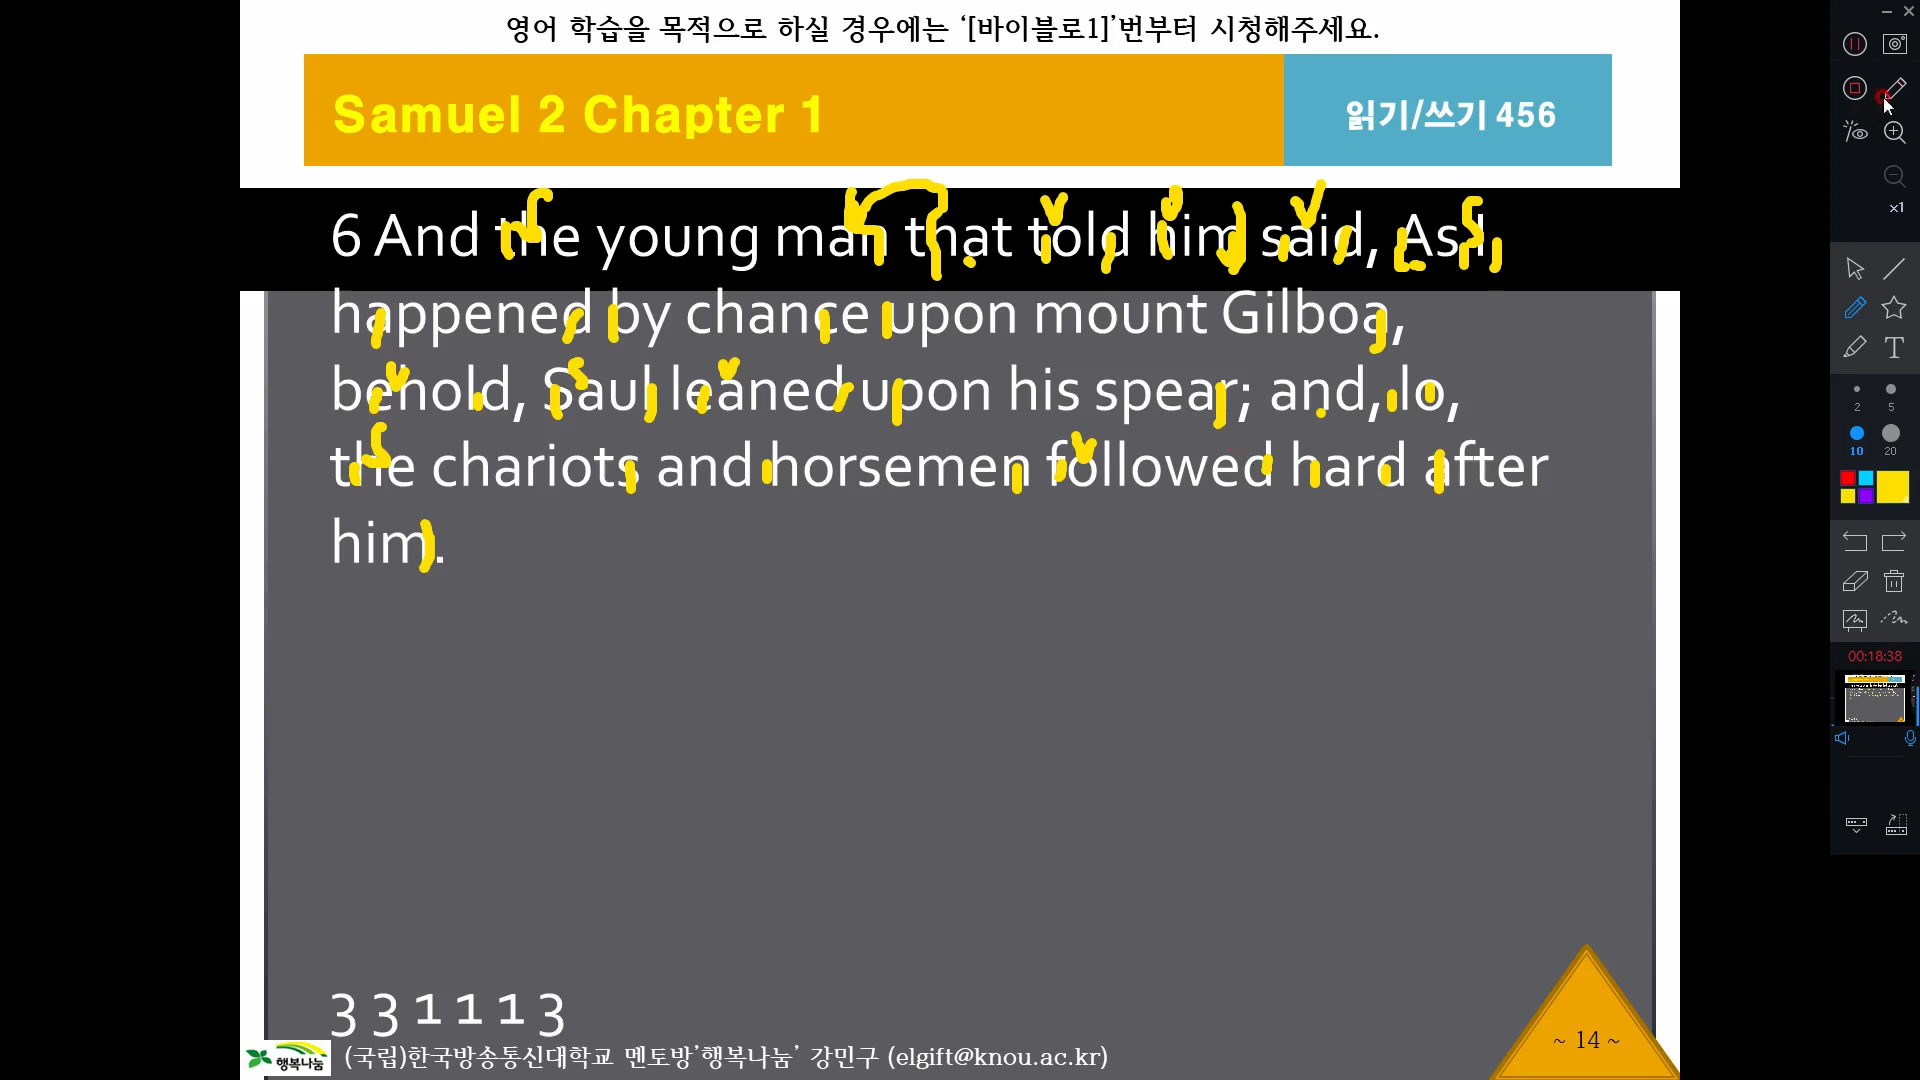 영어 학습을 목적으로 하실 경우에는 ‘[바이블로1]’번부터 시청해주세요.
Samuel 2 Chapter 1
읽기/쓰기 456
6 And the young man that told him said, As I
happened by chance upon mount Gilboa,
behold, Saul leaned upon his spear; and, lo,
the chariots and horsemen followed hard after
him.
3 3 1 1 1 3
행복나눔
(국립)한국방송통신대학교 멘토방’행복나눔’ 강민구 (elgift@knou.ac.kr)
~ 14 ~
x1
T
2 5
10 20
00:18:38